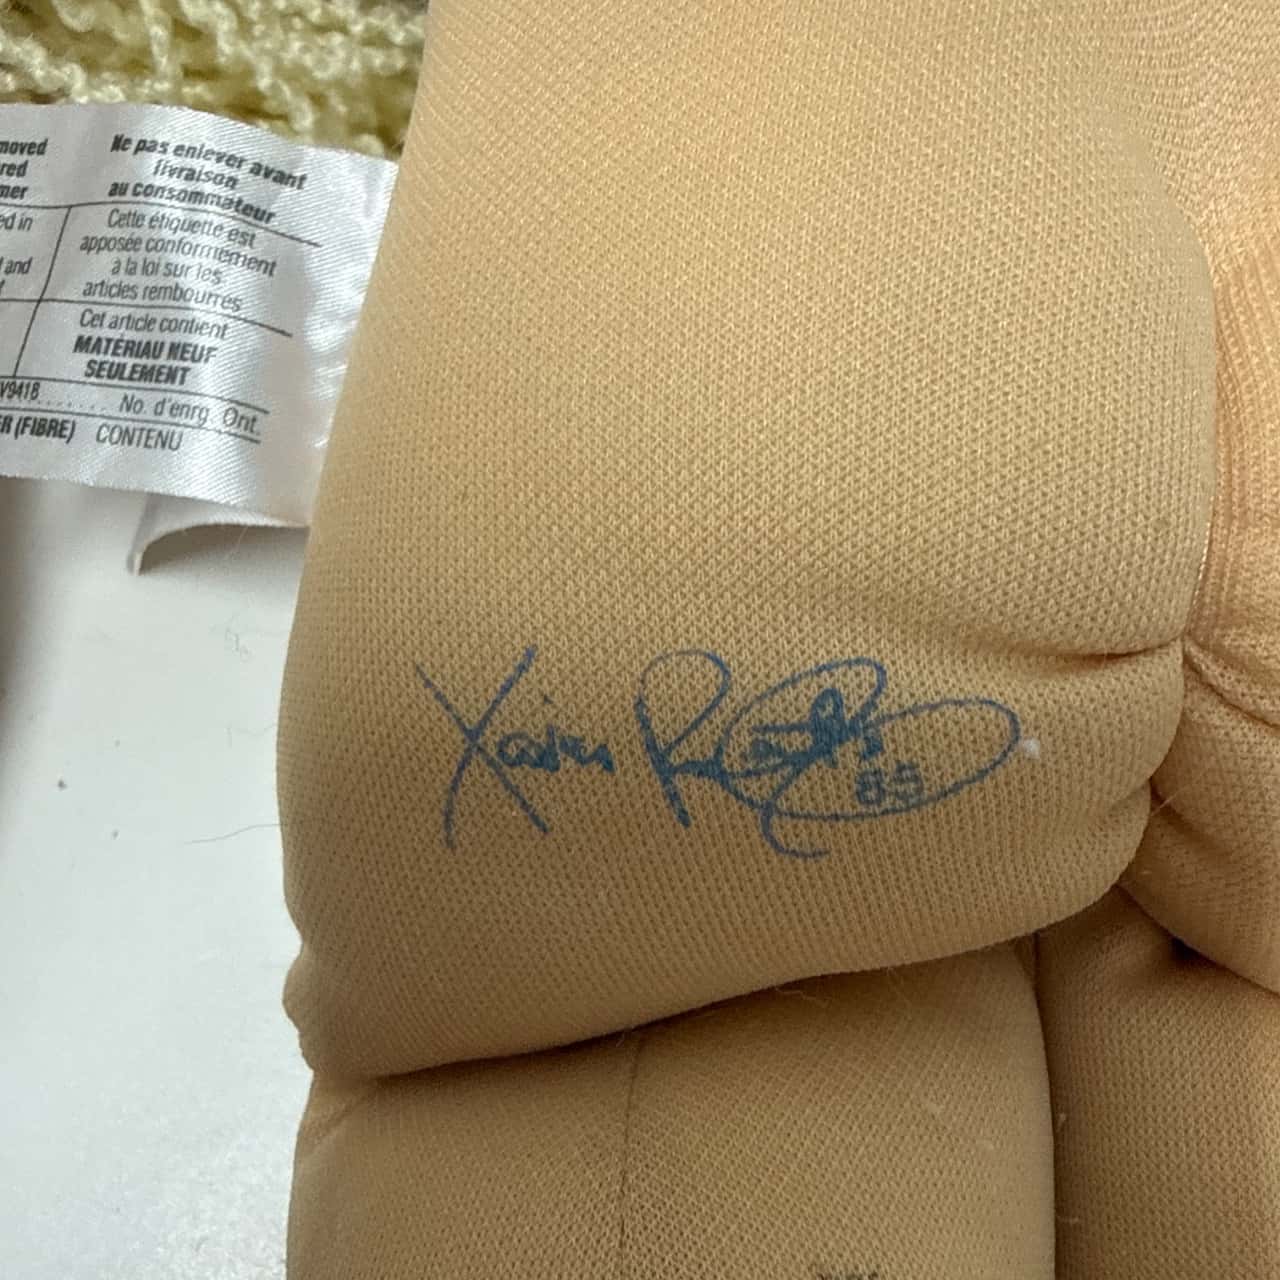 moved
red
mer
ed in
and
Ne pas enlever avant
livraison
au consommateur
Cette étiquette est
apposée conformément
à la loi sur les
articles rembourrés
Cet article contient
MATÉRIAU NEUF
SEULEMENT
V9418....... No. d'enrg. Ont.
R (FIBRE) CONTENU
Xavier Roberts
85